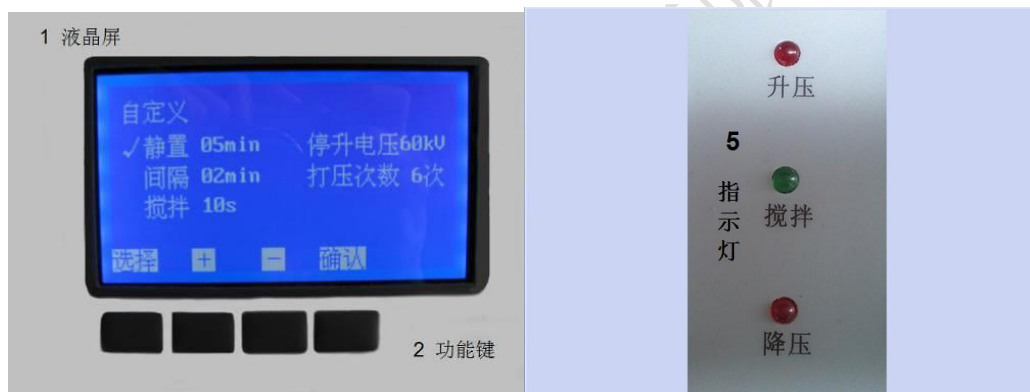 1 液晶屏
自定义
✓静置 05min 停升电压60kV
间隔 02min 打压次数 6次
搅拌 10s
选择 + - 确认
2 功能键
升压
5
指示灯
搅拌
降压